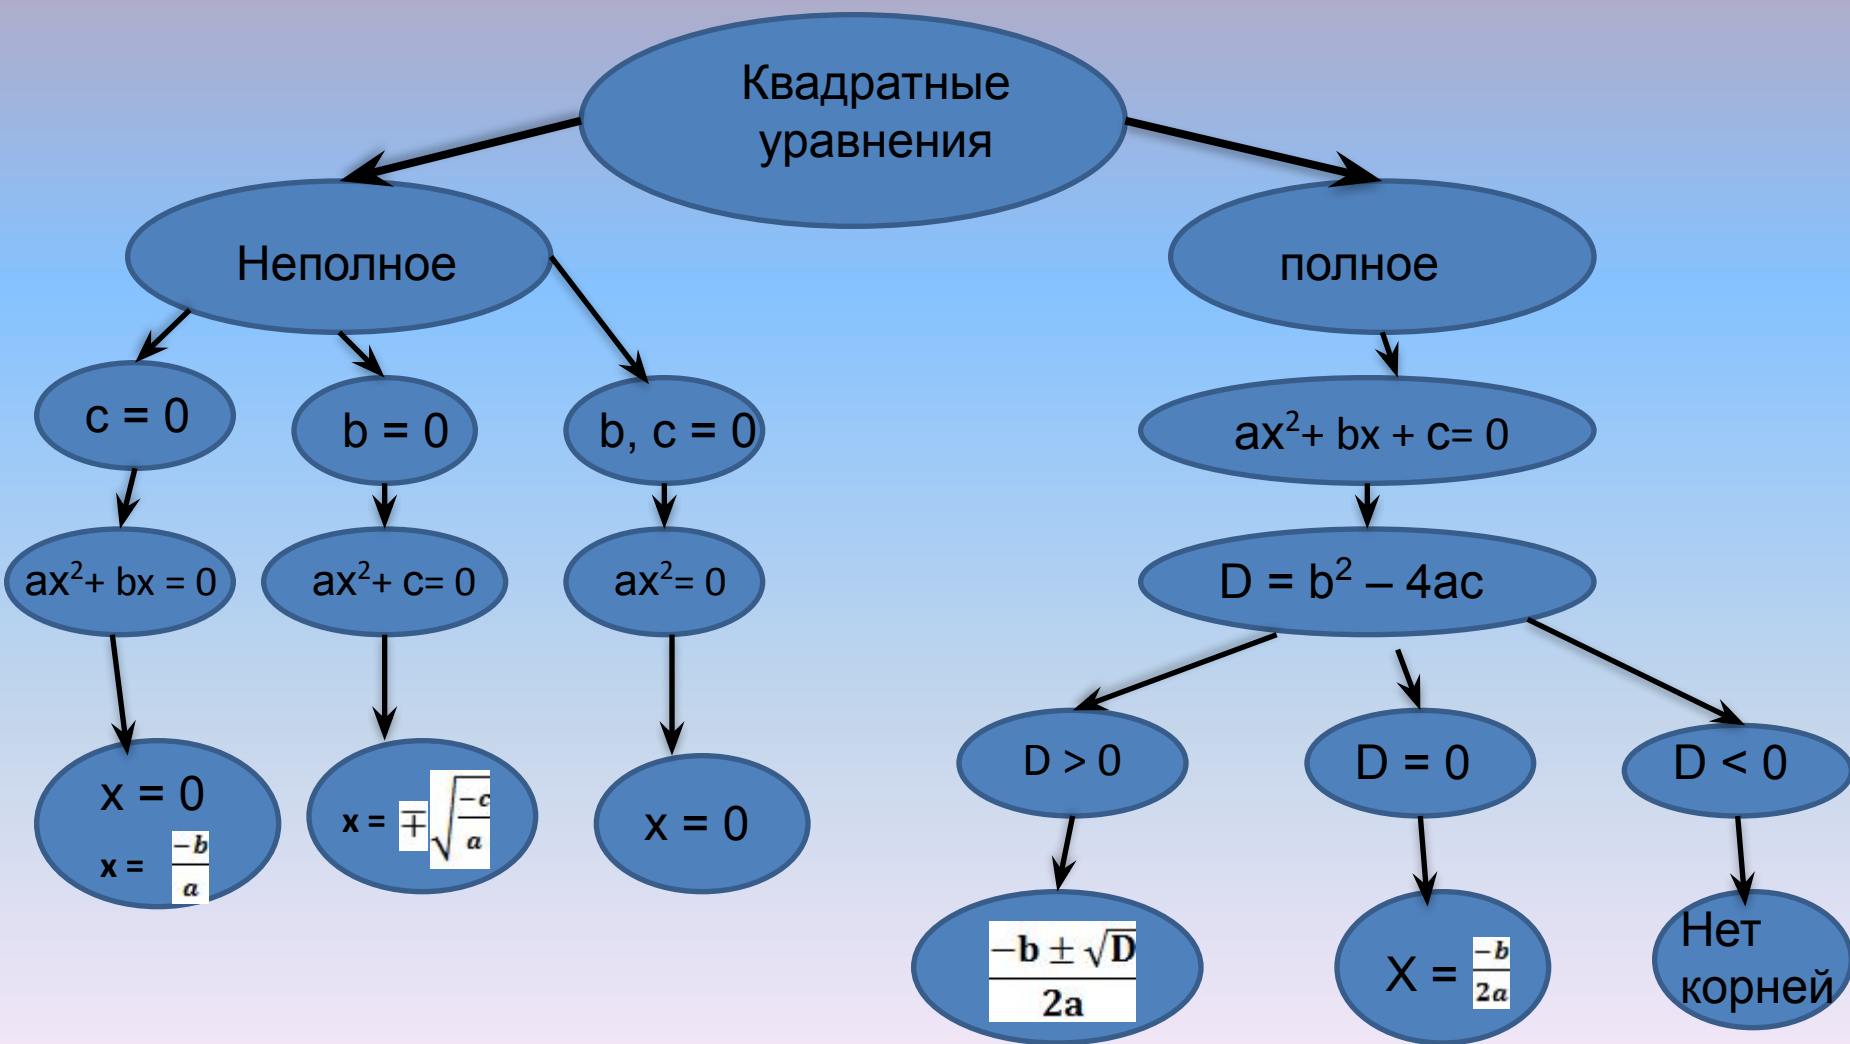 Квадратные
уравнения
Неполное
полное
c = 0
b = 0
b, c = 0
ax²+ bx + c= 0
ax²+ bx = 0
ax²+ c= 0
ax²= 0
D = b² – 4ac
D > 0
D = 0
D < 0
x = 0
x = -b/a
x = ∓√(-c/a)
x = 0
(-b ± √D)/2a
X = -b/2a
Нет
корней